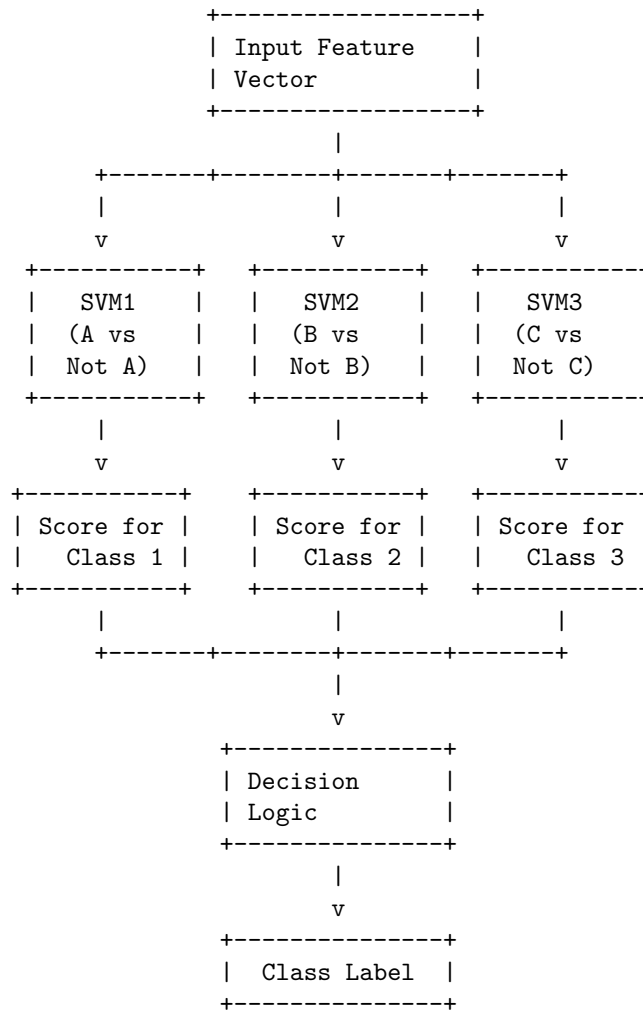 Input Feature
Vector
SVM1
(A vs
Not A)
SVM2
(B vs
Not B)
SVM3
(C vs
Not C)
Score for
Class 1
Score for
Class 2
Score for
Class 3
Decision
Logic
Class Label